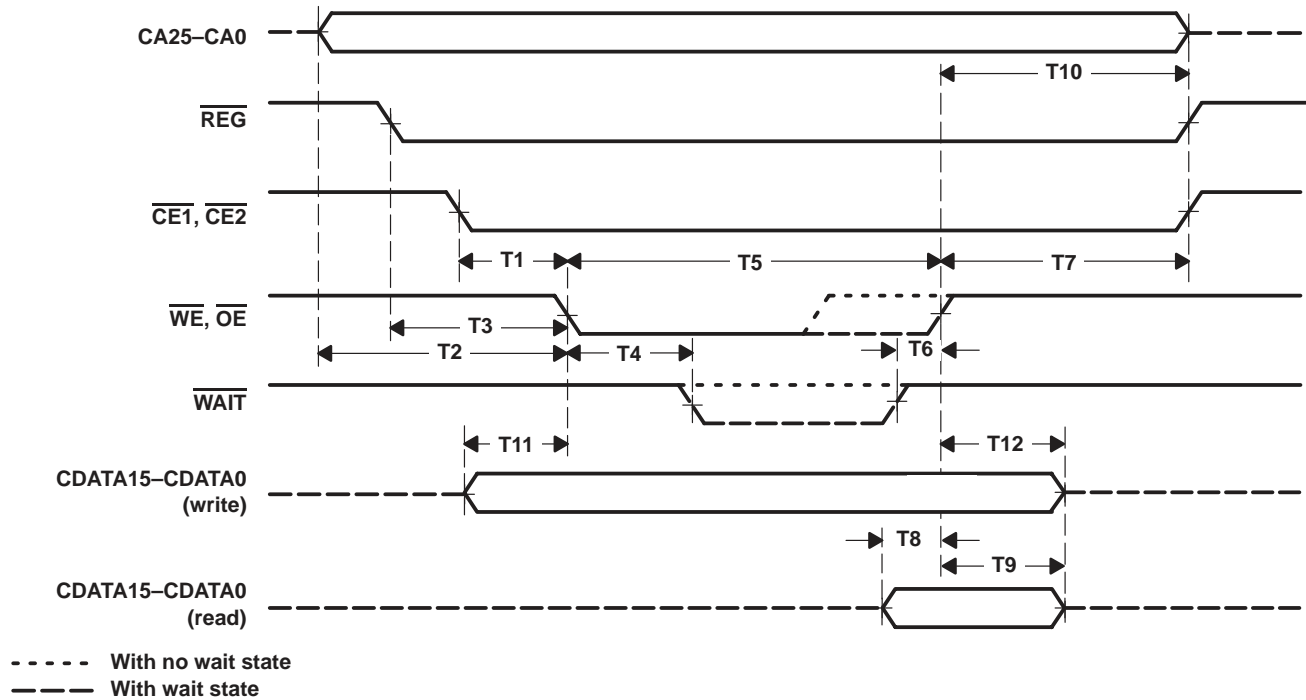 CA25–CA0
T10
REG
CE1, CE2
T1
T5
T7
WE, OE
T3
T6
T2
T4
WAIT
T11
T12
CDATA15–CDATA0
(write)
T8
T9
CDATA15–CDATA0
(read)
With no wait state
With wait state